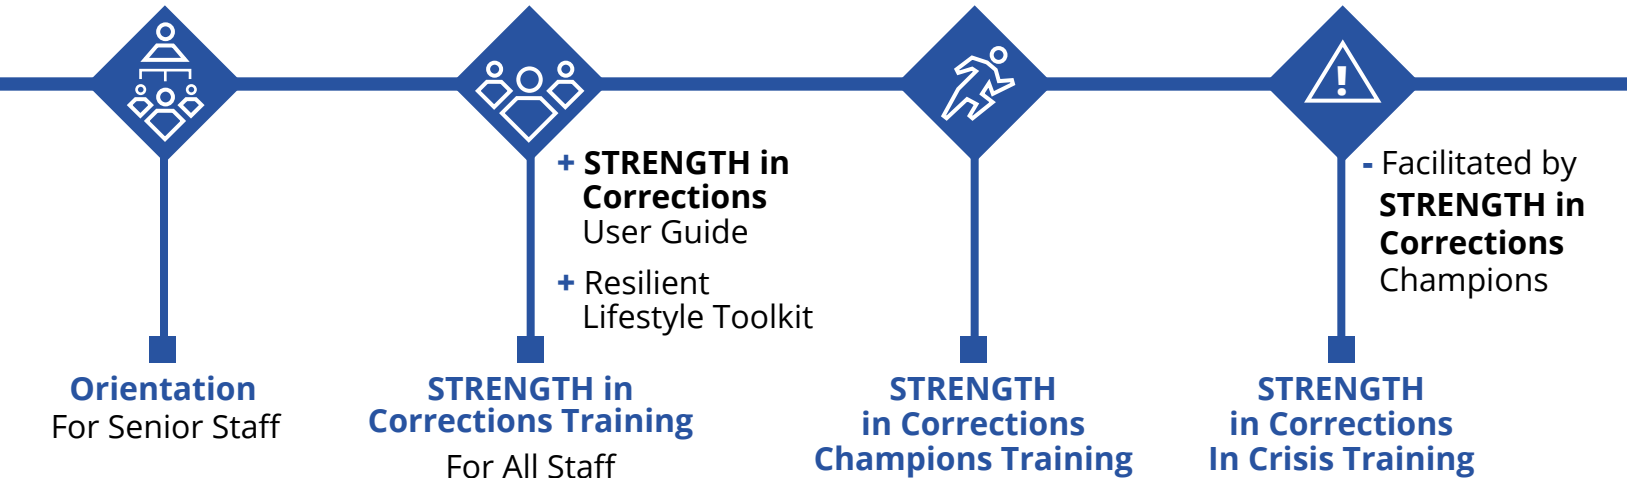 !
+ STRENGTH in
Corrections
User Guide
+ Resilient
Lifestyle Toolkit
- Facilitated by
STRENGTH in
Corrections
Champions
Orientation
For Senior Staff
STRENGTH in
Corrections Training
For All Staff
STRENGTH
in Corrections
Champions Training
STRENGTH
in Corrections
In Crisis Training